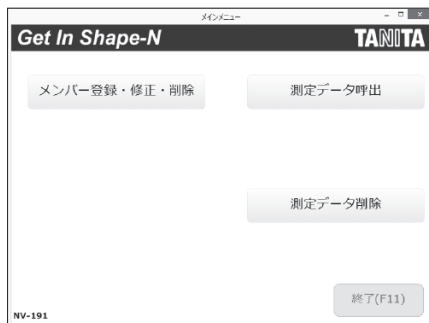 メインメニュー
Get In Shape-N TANITA
メンバー登録・修正・削除 測定データ呼出
測定データ削除
終了(F11)
NV-191